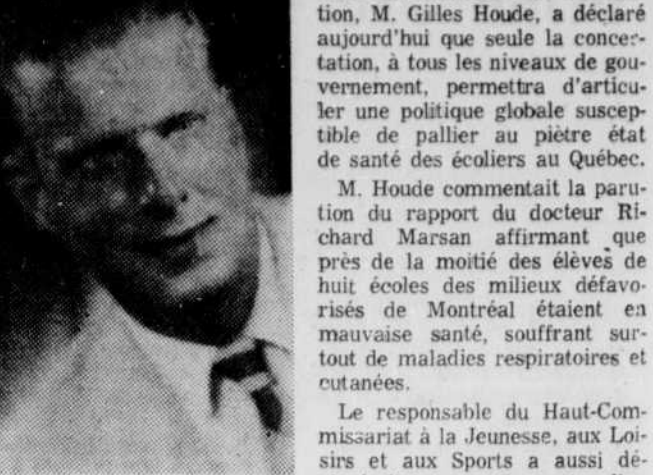 tion, M. Gilles Houde, a déclaré
aujourd'hui que seule la concer-
tation, à tous les niveaux de gou-
vernement, permettra d'articu-
ler une politique globale suscep-
tible de pallier au piètre état
de santé des écoliers au Québec.
M. Houde commentait la paru-
tion du rapport du docteur Ri-
chard Marsan affirmant que
près de la moitié des élèves de
huit écoles des milieux défavo-
risés de Montréal étaient en
mauvaise santé, souffrant sur-
tout de maladies respiratoires et
cutanées.
Le responsable du Haut-Com-
missariat à la Jeunesse, aux Loi-
sirs et aux Sports a aussi dé-